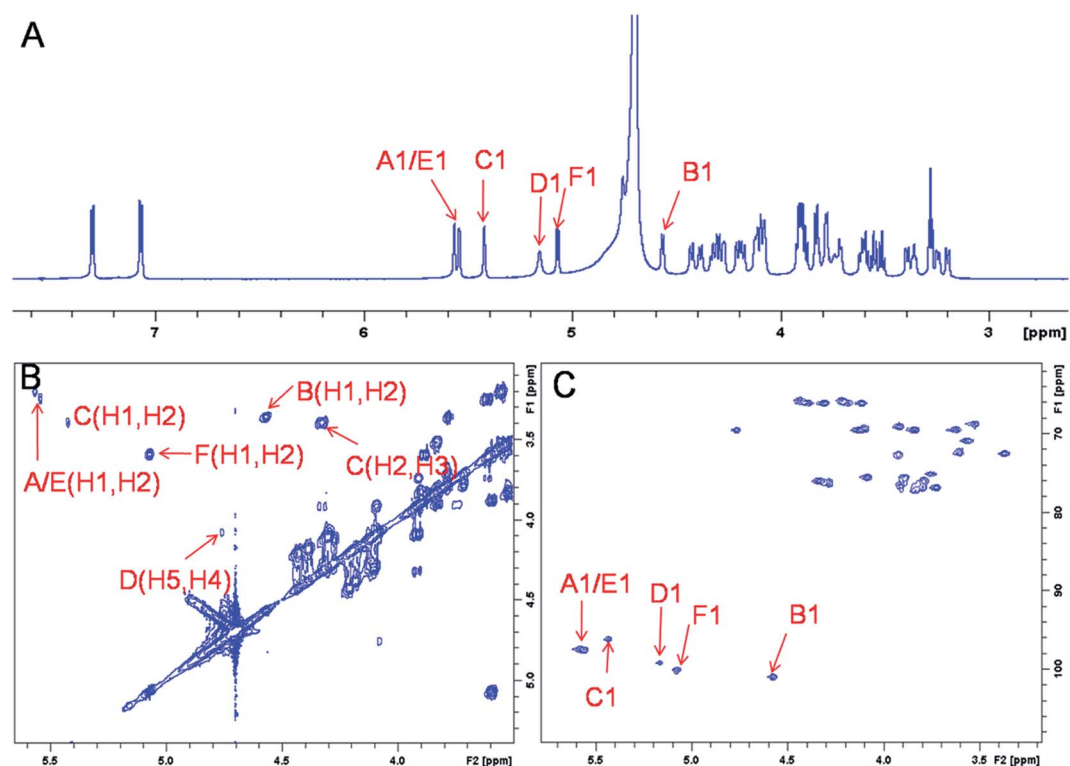 A
A1/E1
C1
D1
F1
B1
7
6
5
4
3
[ppm]
B
B(H1,H2)
C(H1,H2)
F(H1,H2)
C(H2,H3)
A/E(H1,H2)
D(H5,H4)
F1 [ppm]
3.5
4.0
4.5
5.0
5.5
5.0
4.5
4.0
F2 [ppm]
C
A1/E1
D1
F1
B1
C1
F1 [ppm]
70
80
90
100
5.5
5.0
4.5
4.0
3.5
F2 [ppm]